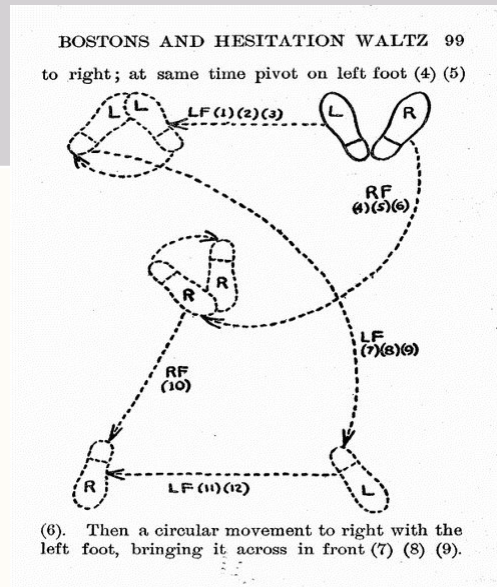 BOSTONS AND HESITATION WALTZ 99
to right; at same time pivot on left foot (4) (5)
L L LF (1)(2)(3) L R
RF
(4)(5)(6)
R R
LF
(7)(8)(9)
RF
(10)
R LF (11)(12) L
(6). Then a circular movement to right with the
left foot, bringing it across in front (7) (8) (9).